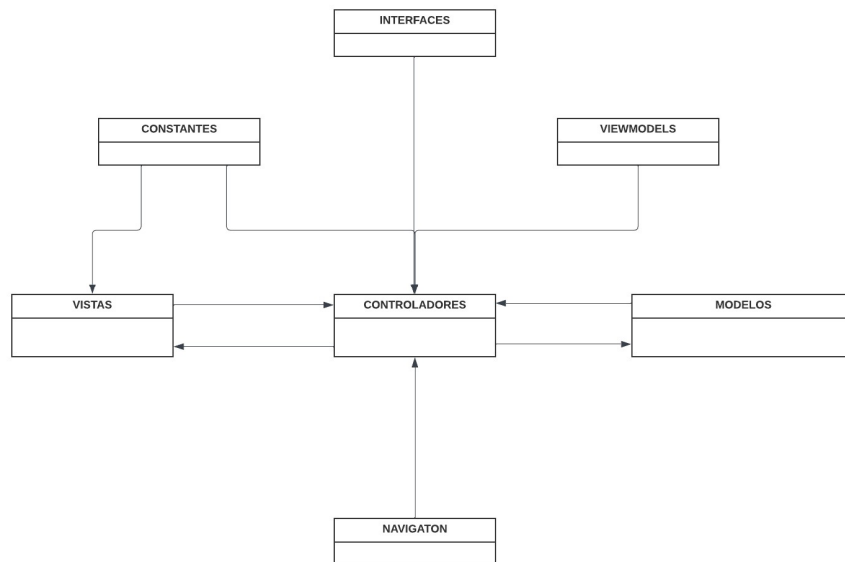 INTERFACES
CONSTANTES
VIEWMODELS
VISTAS
CONTROLADORES
MODELOS
NAVIGATON